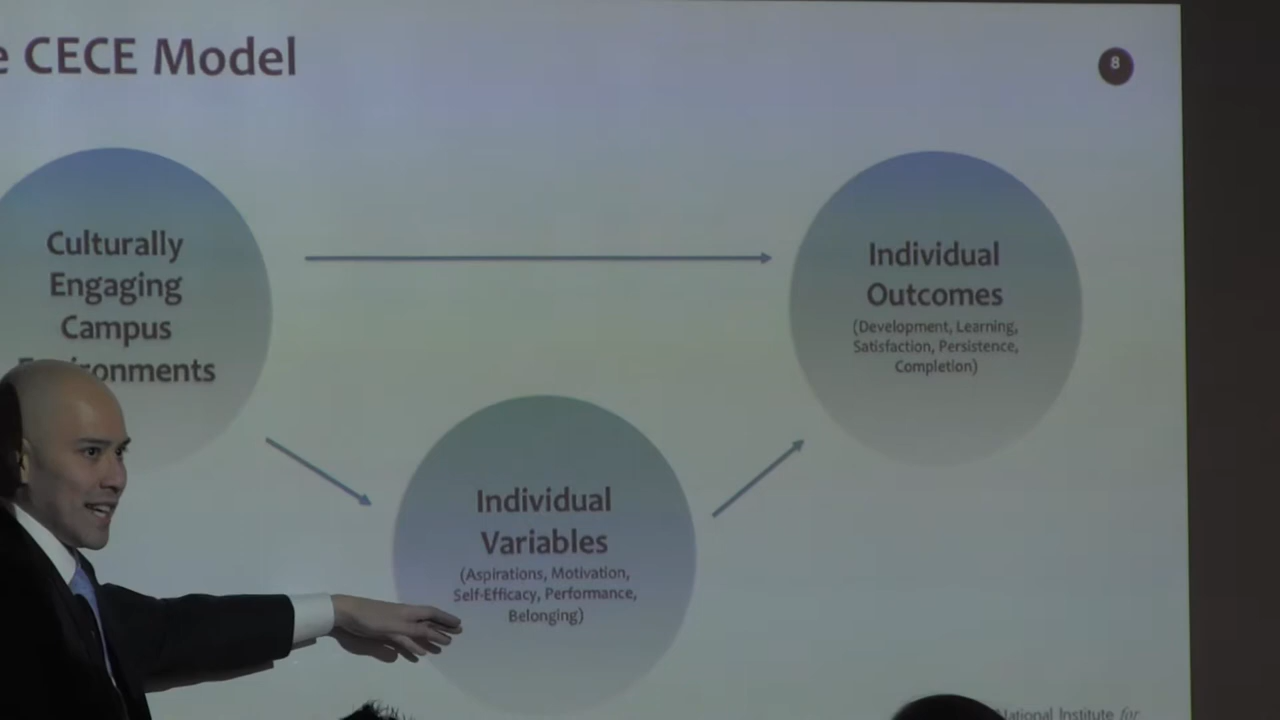 CECE Model
8
Culturally
Engaging
Campus
Individual
Outcomes
(Development, Learning,
Satisfaction, Persistence,
Completion)
Individual
Variables
(Aspirations, Motivation,
Self-Efficacy, Performance,
Belonging)
National Institute for